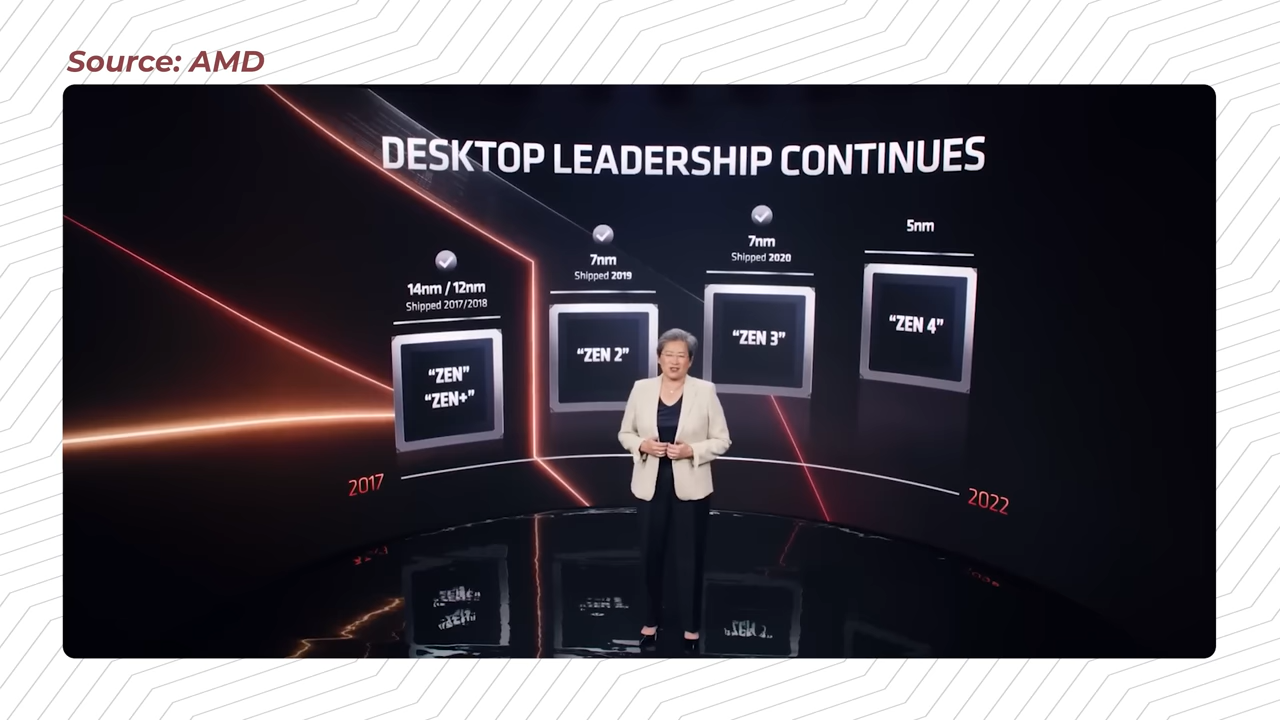 Source: AMD
DESKTOP LEADERSHIP CONTINUES
14nm / 12nm
Shipped 2017/2018
“ZEN”
“ZEN+”
7nm
Shipped 2019
“ZEN 2”
7nm
Shipped 2020
“ZEN 3”
5nm
“ZEN 4”
2017
2022